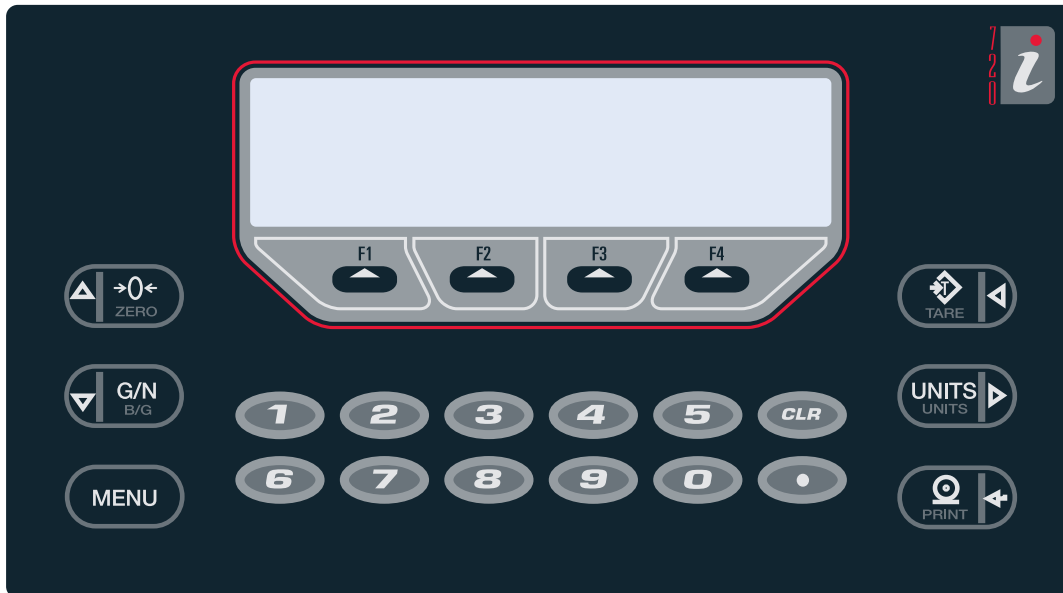 720
i
F1 F2 F3 F4
→0← ZERO
TARE
G/N B/G
UNITS UNITS
MENU
1 2 3 4 5 CLR
6 7 8 9 0 .
PRINT